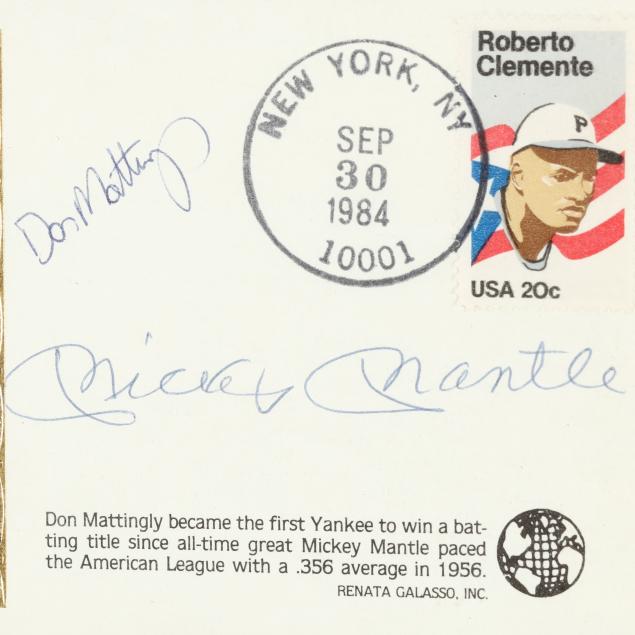 Roberto
Clemente
NEW YORK, NY
SEP
30
1984
10001
P
USA 20c
Don Mattingly
Mickey Mantle
Don Mattingly became the first Yankee to win a bat-
ting title since all-time great Mickey Mantle paced
the American League with a .356 average in 1956.
RENATA GALASSO, INC.